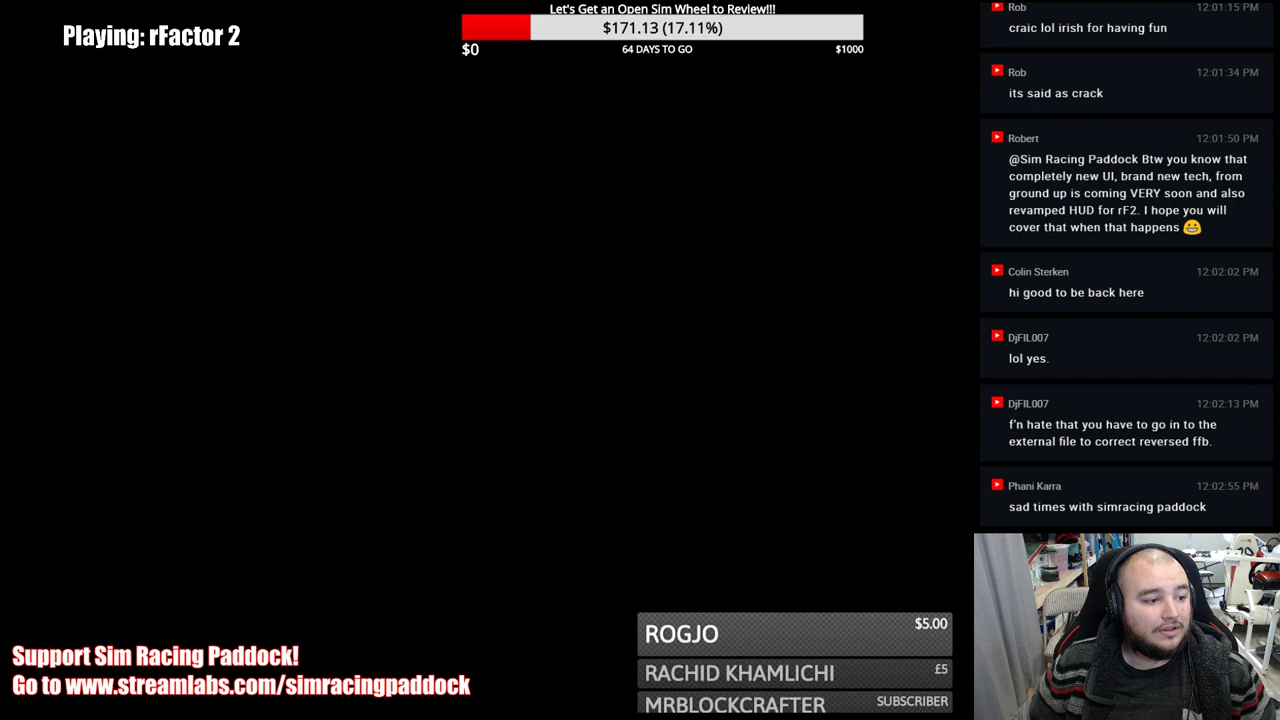 Playing: rFactor 2
Let's Get an Open Sim Wheel to Review!!!
$171.13 (17.11%)
$0
64 DAYS TO GO
$1000
Rob
12:01:15 PM
craic lol irish for having fun
Rob
12:01:34 PM
its said as crack
Robert
12:01:50 PM
@Sim Racing Paddock Btw you know that
completely new UI, brand new tech, from
ground up is coming VERY soon and also
revamped HUD for rF2. I hope you will
cover that when that happens 😀
Colin Sterken
12:02:02 PM
hi good to be back here
DjFIL007
12:02:02 PM
lol yes.
DjFIL007
12:02:13 PM
f'n hate that you have to go in to the
external file to correct reversed ffb.
Phani Karra
12:02:55 PM
sad times with simracing paddock
ROGJO
$5.00
RACHID KHAMLICHI
£5
MRBLOCKCRAFTER
SUBSCRIBER
Support Sim Racing Paddock!
Go to www.streamlabs.com/simracingpaddock